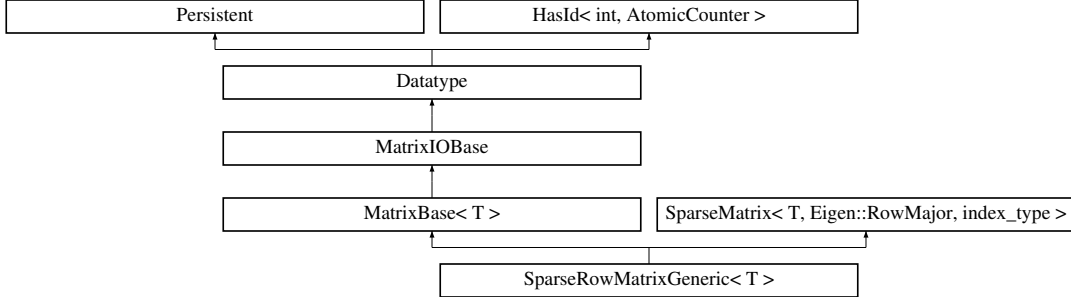 Persistent
HasId< int, AtomicCounter >
Datatype
MatrixIOBase
MatrixBase< T >
SparseMatrix< T, Eigen::RowMajor, index_type >
SparseRowMatrixGeneric< T >